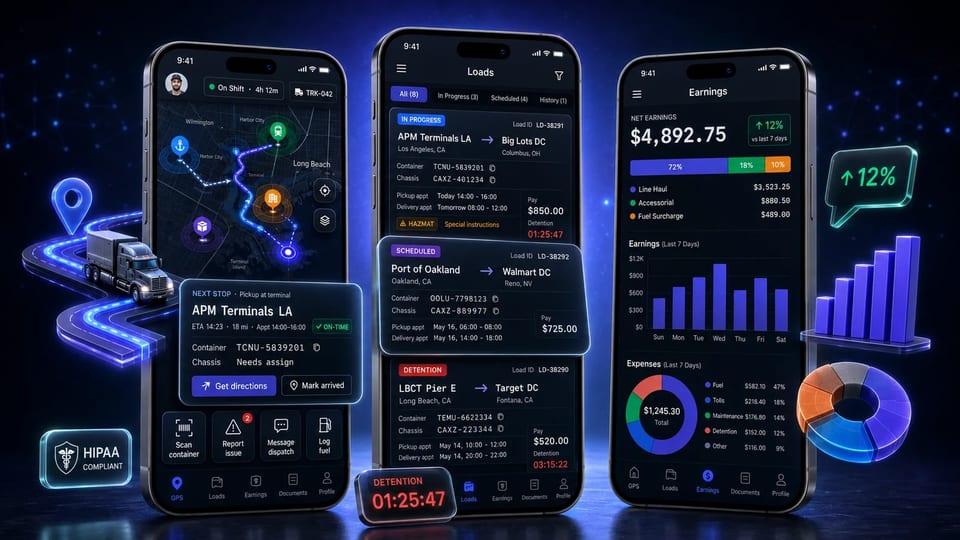 9:41
On Shift • 4h 12m
TRK-042
Wilmington
Harbor City
Harbor City
Long Beach
Terminal
Terminal Island
NEXT STOP • Pickup at terminal
APM Terminals LA
ETA 14:23 • 18 mi • Appt 14:00-16:00
ON-TIME
Container TCNU-5839201
Chassis Needs assign
Get directions
Mark arrived
Scan container
2
Report issue
Message dispatch
Log fuel
GPS
Loads
Earnings
Documents
Profile
HIPAA
COMPLIANT
9:41
Loads
All (8)
In Progress (3)
Scheduled (4)
History (1)
IN PROGRESS
Load ID LD-38291
APM Terminals LA
Los Angeles, CA
Big Lots DC
Columbus, OH
Container TCNU-5839201
Chassis CAXZ-401234
Pickup appt Today 14:00 - 16:00
Delivery appt Tomorrow 08:00 - 12:00
Pay
$850.00
HAZMAT
Special instructions
Detention
01:25:47
SCHEDULED
Load ID LD-38292
Port of Oakland
Oakland, CA
Walmart DC
Reno, NV
Container OOLU-7798123
Chassis CAXZ-889977
Pickup appt May 16, 06:00 - 08:00
Delivery appt May 16, 14:00 - 18:00
Pay
$725.00
DETENTION
Load ID LD-38290
LBCT Pier E
Long Beach, CA
Target DC
Fontana, CA
Container TEMU-6622334
Chassis CAXZ-223344
Pickup appt May 14, 10:00 - 12:00
Delivery appt May 14, 20:00 - 22:00
Pay
$520.00
Detention
03:15:22
Loads
Earnings
Documents
Profile
DETENTION
01:25:47
9:41
Earnings
NET EARNINGS
$4,892.75
↑ 12%
vs last 7 days
72%
18%
10%
Line Haul $3,523.25
Accessorial $880.50
Fuel Surcharge $489.00
Earnings (Last 7 Days)
$1.2K
$900
$600
$300
$0
Sun Mon Tue Wed Thu Fri Sat
Expenses (Last 7 Days)
$1,245.30
Total
Fuel $582.10 47%
Tolls $218.40 18%
Maintenance $176.80 14%
Detention $152.00 12%
Other $116.00 9%
GPS
Loads
Earnings
Documents
Profile
↑ 12%